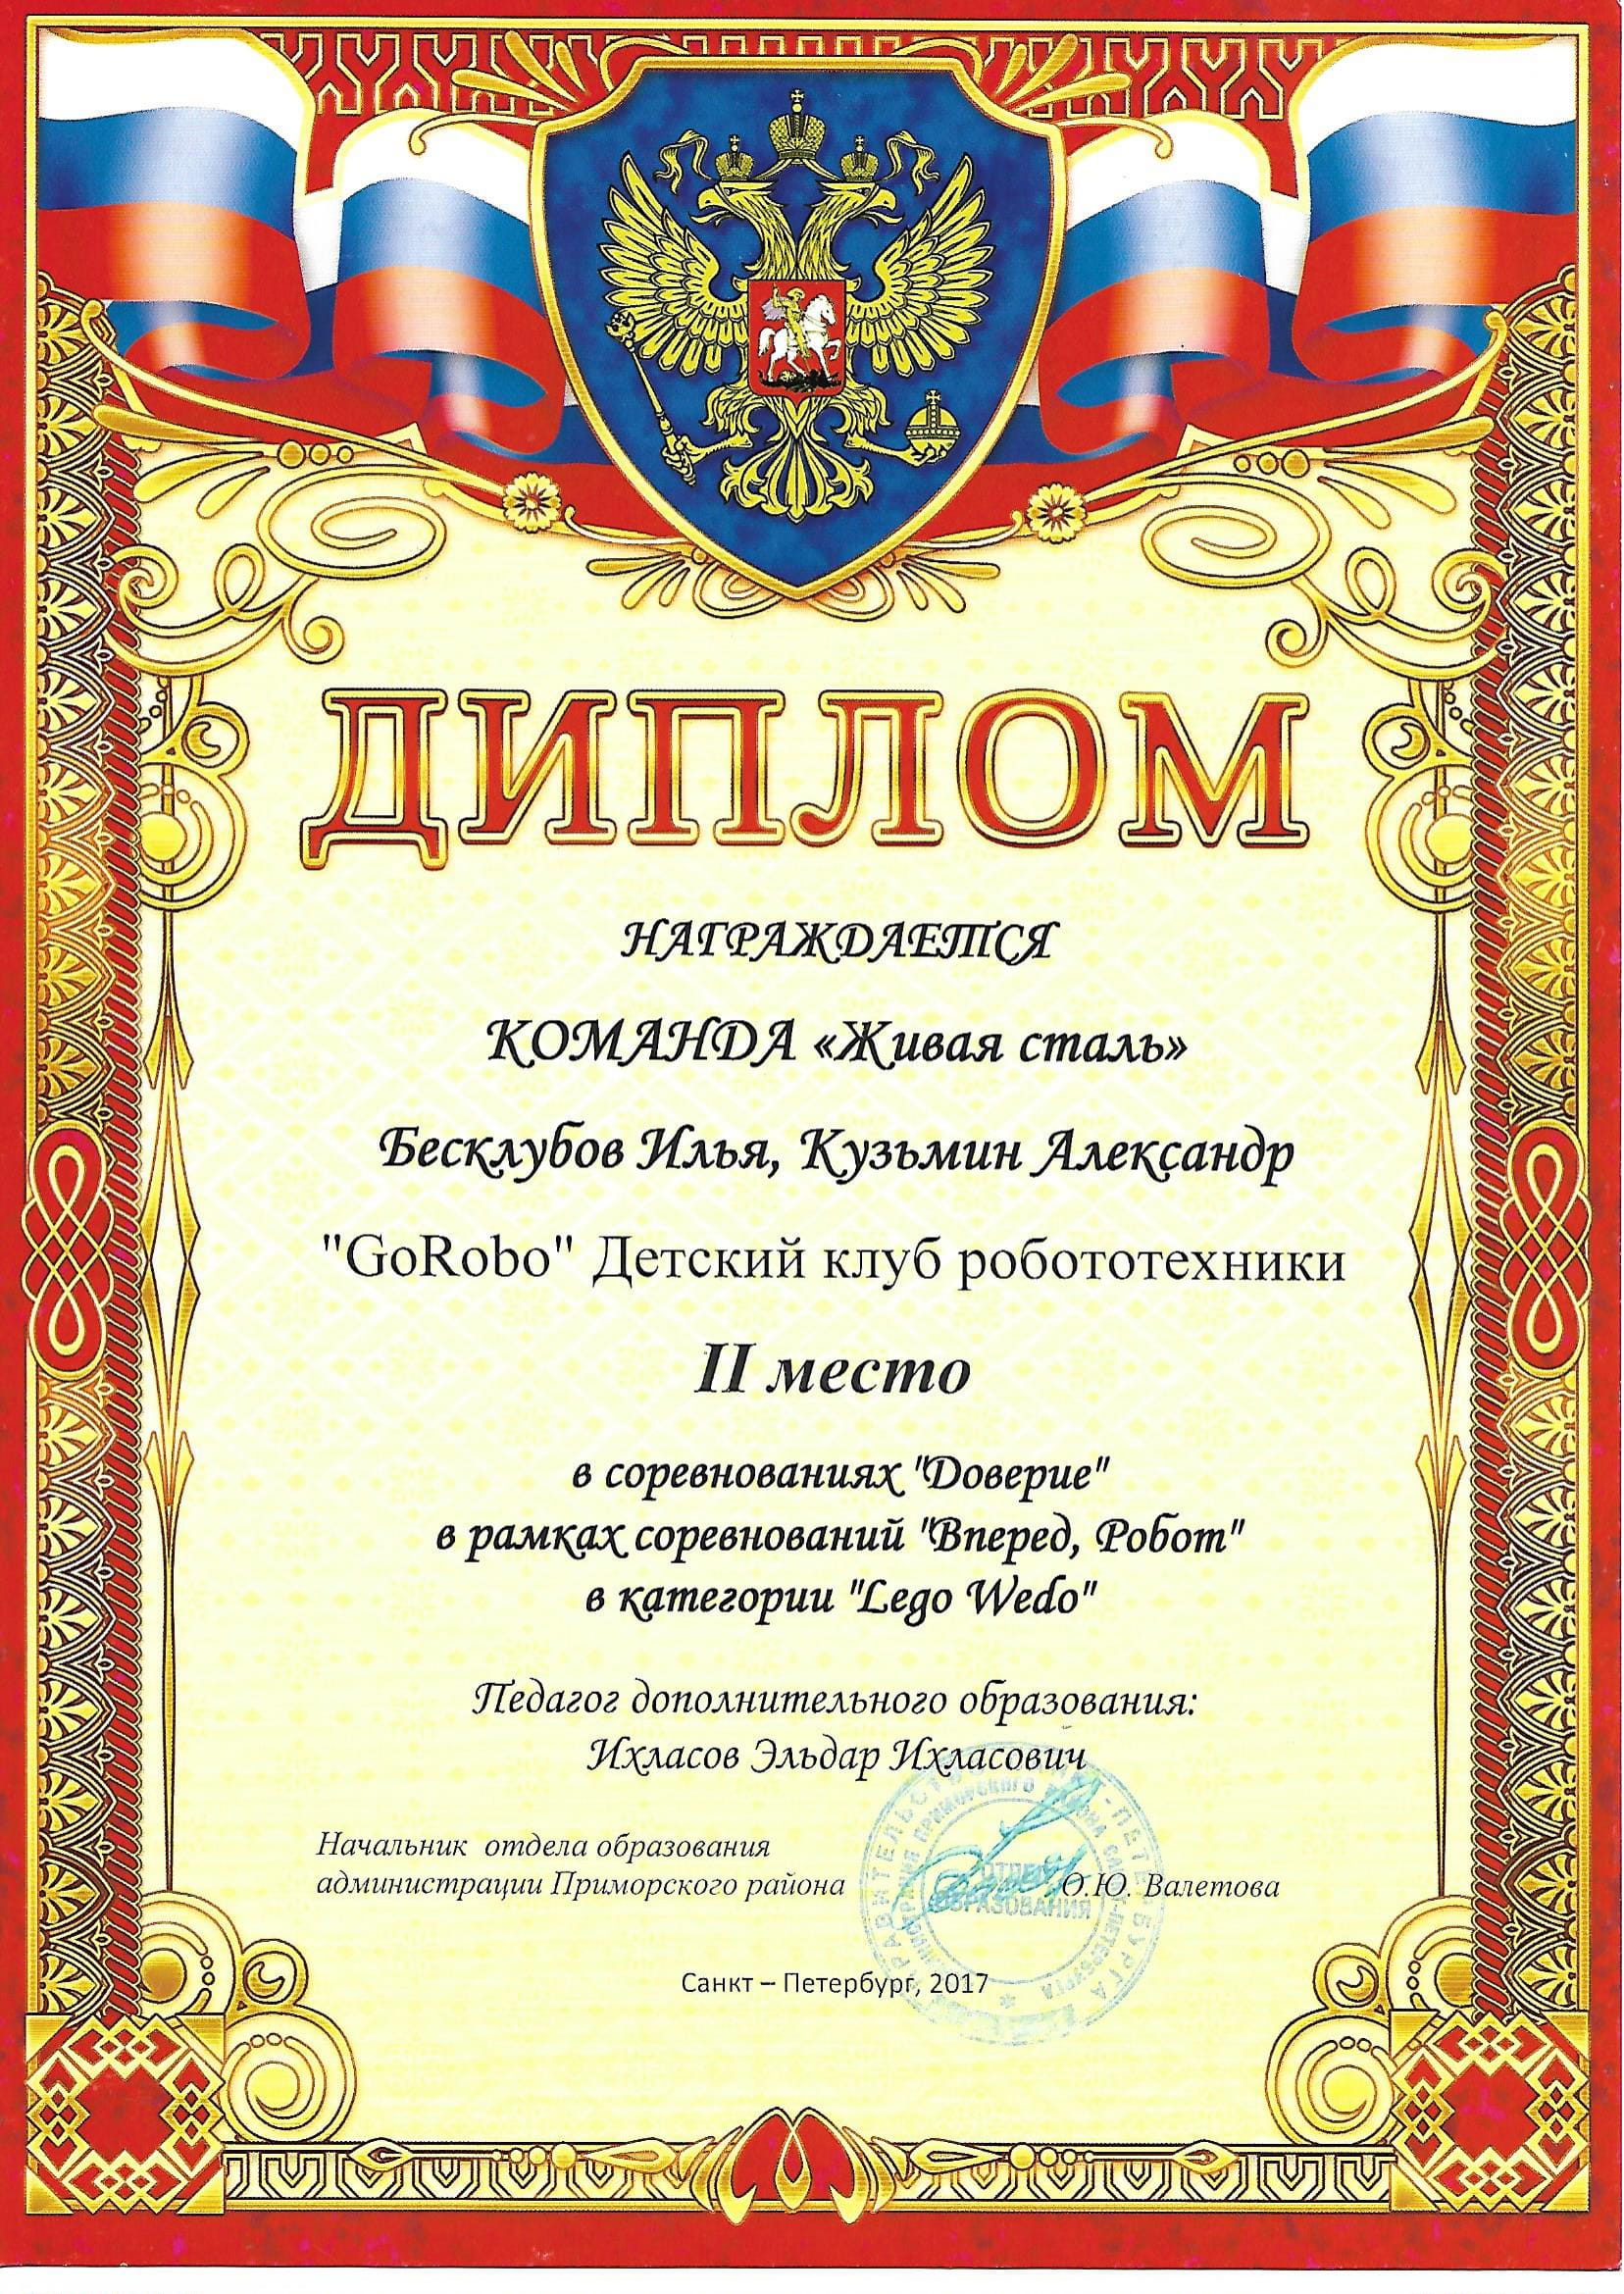 ДИПЛОМ
НАГРАЖДАЕТСЯ
КОМАНДА «Живая сталь»
Бесклубов Илья, Кузьмин Александр
"GoRobo" Детский клуб робототехники
II место
в соревнованиях "Доверие"
в рамках соревнований "Вперед, Робот"
в категории "Lego Wedo"
Педагог дополнительного образования:
Ихласов Эльдар Ихласович
Начальник отдела образования
администрации Приморского района О.Ю. Валетова
ОТДЕЛ
ОБРАЗОВАНИЯ
Санкт – Петербург, 2017